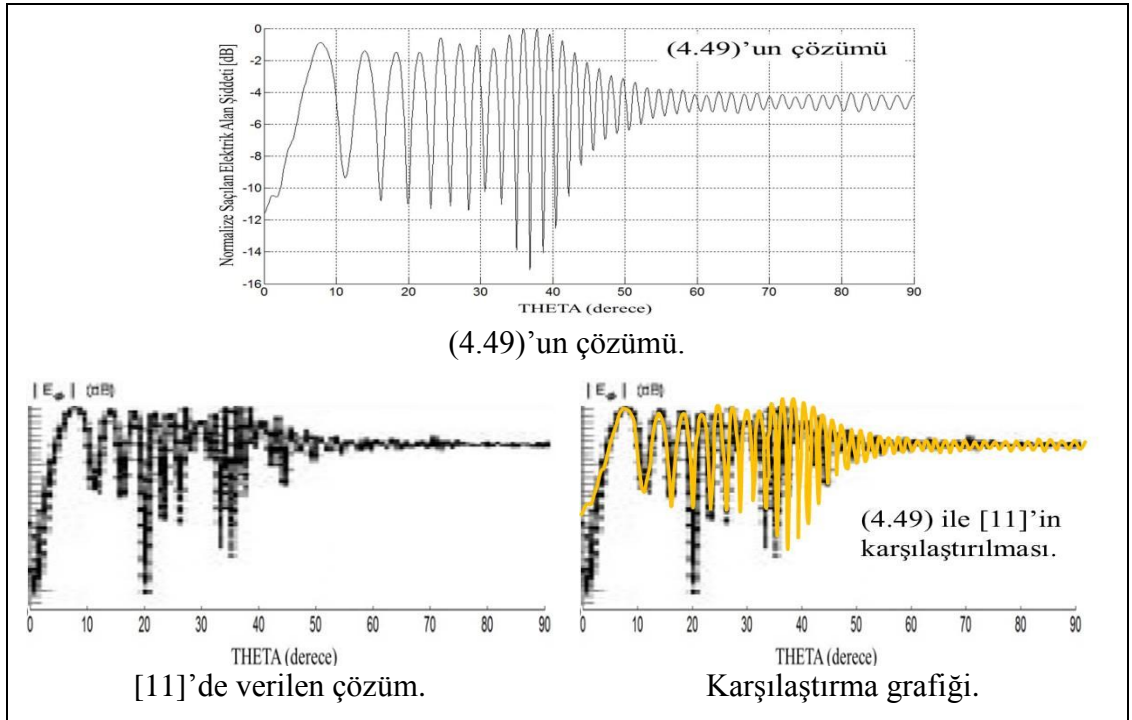 (4.49)’un çözümü
Normalize Saçılan Elektrik Alan Şiddeti [dB]
0
-2
-4
-6
-8
-10
-12
-14
-16
0 10 20 30 40 50 60 70 80 90
THETA (derece)
(4.49)’un çözümü.
| E ϕ | (dB)
0 10 20 30 40 50 60 70 80 90
THETA (derece)
[11]’de verilen çözüm.
| E ϕ | (dB)
(4.49) ile [11]’in
karşılaştırılması.
0 10 20 30 40 50 60 70 80 90
THETA (derece)
Karşılaştırma grafiği.